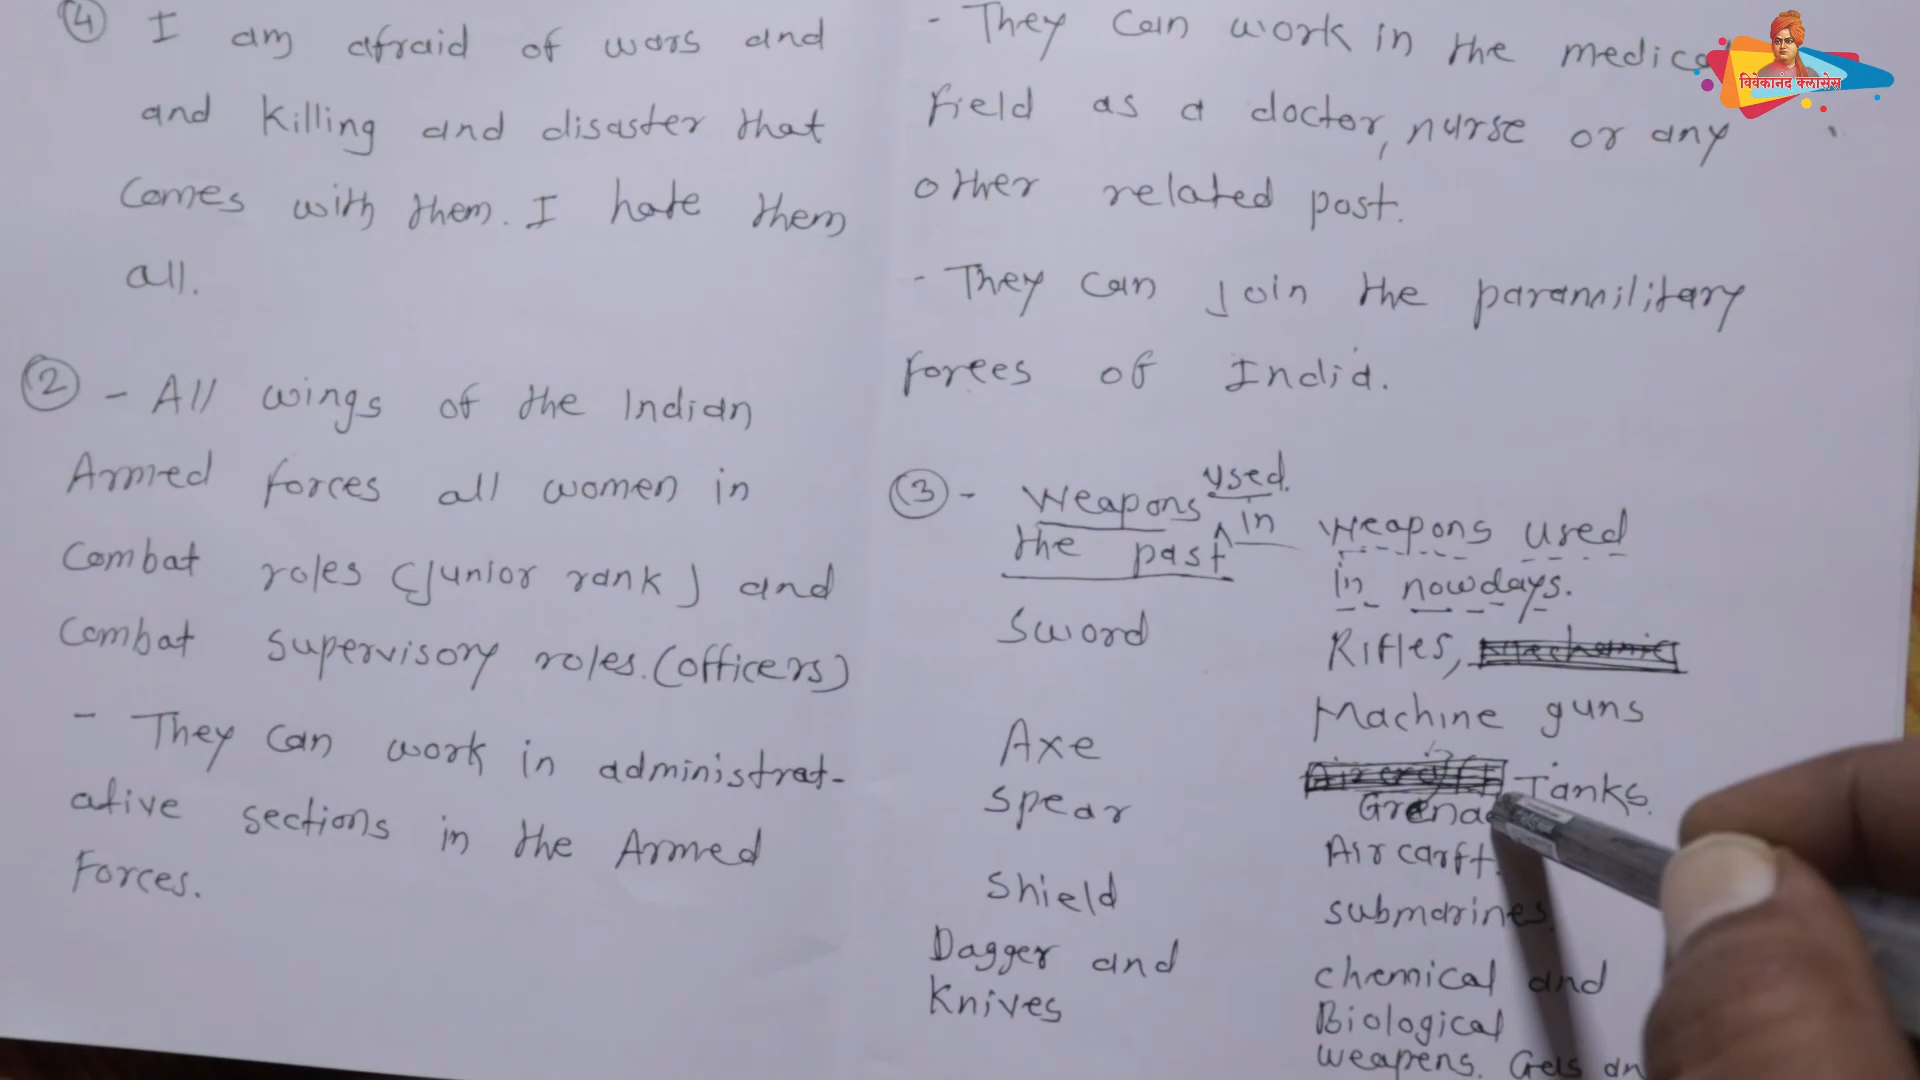 ④ I am afraid of wars and
and killing and disaster that
comes with them. I hate them
all.
② - All wings of the Indian
Armed forces all women in
combat roles (Junior rank) and
combat supervisory roles. (officers)
- They can work in administrat-
ative sections in the Armed
Forces.
- They can work in the medical
field as a doctor, nurse or any
other related post.
- They can Join the paramilitary
forces of India.
③ - Weapons used
the past ^ in
Sword
Axe
Spear
Shield
Dagger and
Knives
Weapons used
in nowdays.
Rifles,
Machine guns
Tanks.
Aircarft.
submarines.
chemical and
Biological
weapens.
विवेकानंद क्लासेस